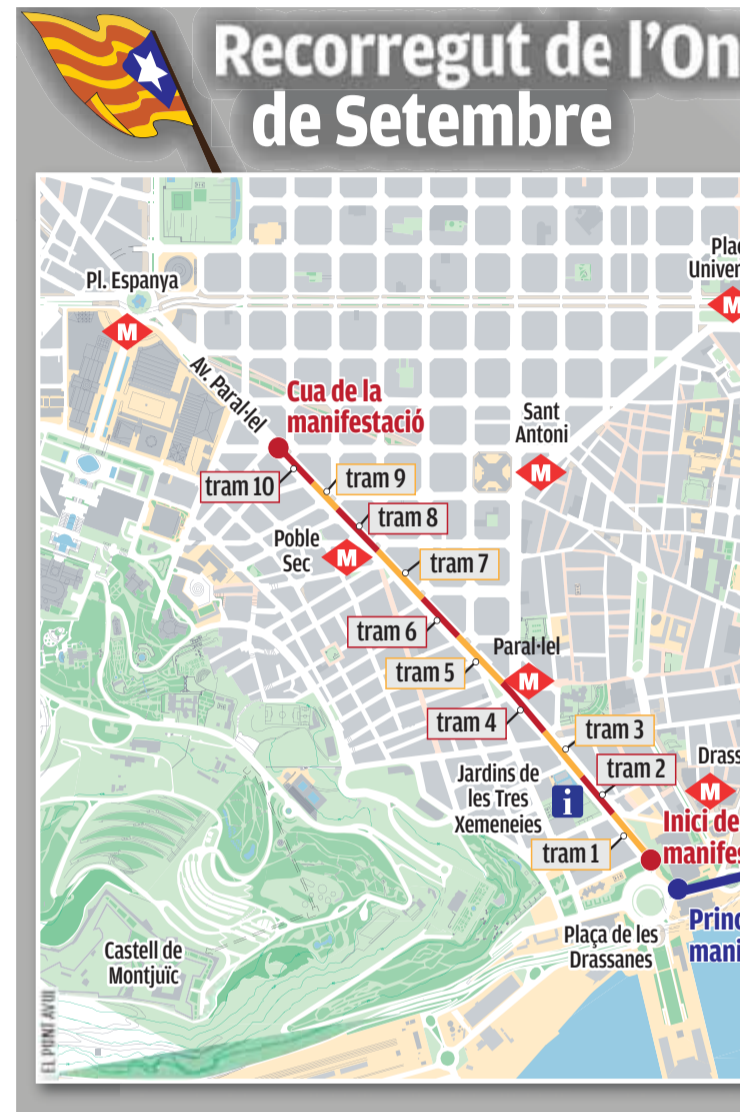 Recorregut de l'On
de Setembre
Pl. Espanya
M
Plaç
Univer
M
Av. Paral·lel
Cua de la
manifestació
Sant
Antoni
M
tram 10
tram 9
tram 8
Poble
Sec
M
tram 7
tram 6
Paral·lel
M
tram 5
tram 4
tram 3
tram 2
Drass
M
Jardins de
les Tres
Xemeneies
i
Inici de
manifes
tram 1
Princ
mani
Plaça de les
Drassanes
Castell de
Montjuïc
EL PUNT AVUI